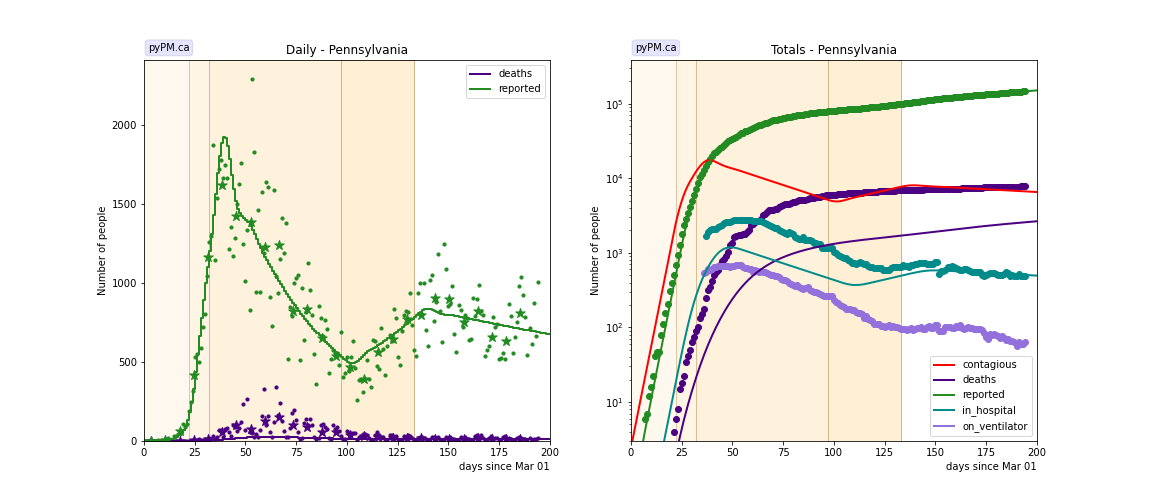 pyPM.ca
Daily - Pennsylvania
deaths
reported
Number of people
2000
1500
1000
500
0
0 25 50 75 100 125 150 175 200
days since Mar 01
pyPM.ca
Totals - Pennsylvania
Number of people
10^5
10^4
10^3
10^2
10^1
contagious
deaths
reported
in_hospital
on_ventilator
0 25 50 75 100 125 150 175 200
days since Mar 01